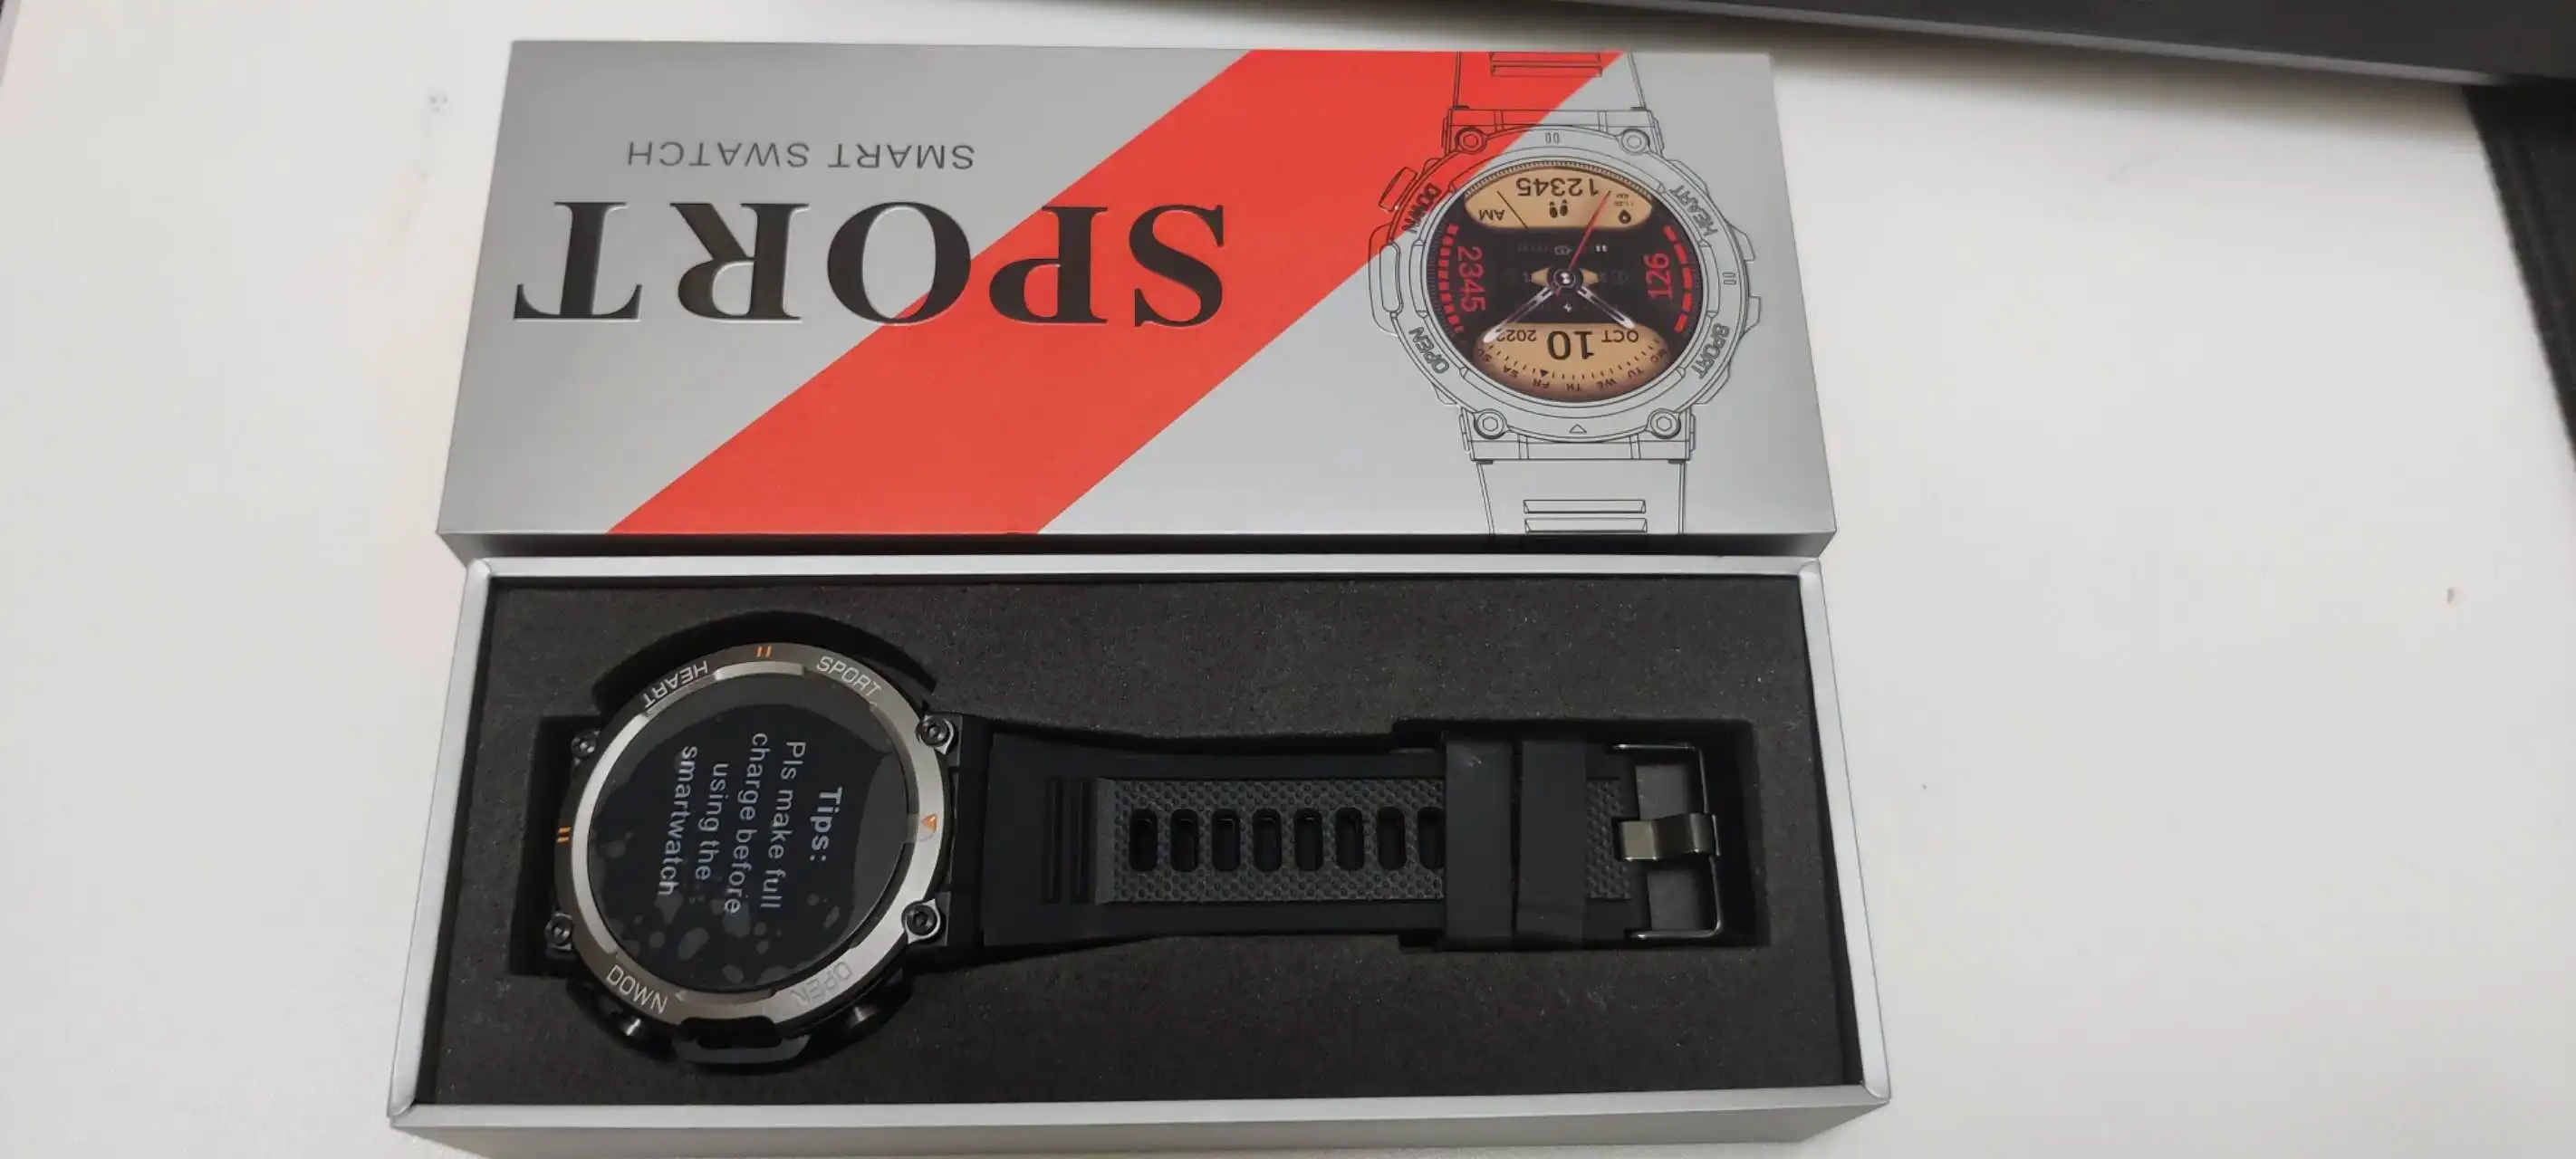 SPORT
SMART SWATCH
DOWN
HEART
OPEN
SPORT
OCT 10 2022
MO TU WE TH FR SA SU
2345
126
AM
12345
HEART
SPORT
DOWN
OPEN
Tips:
Pls make full
charge before
using the
smartwatch